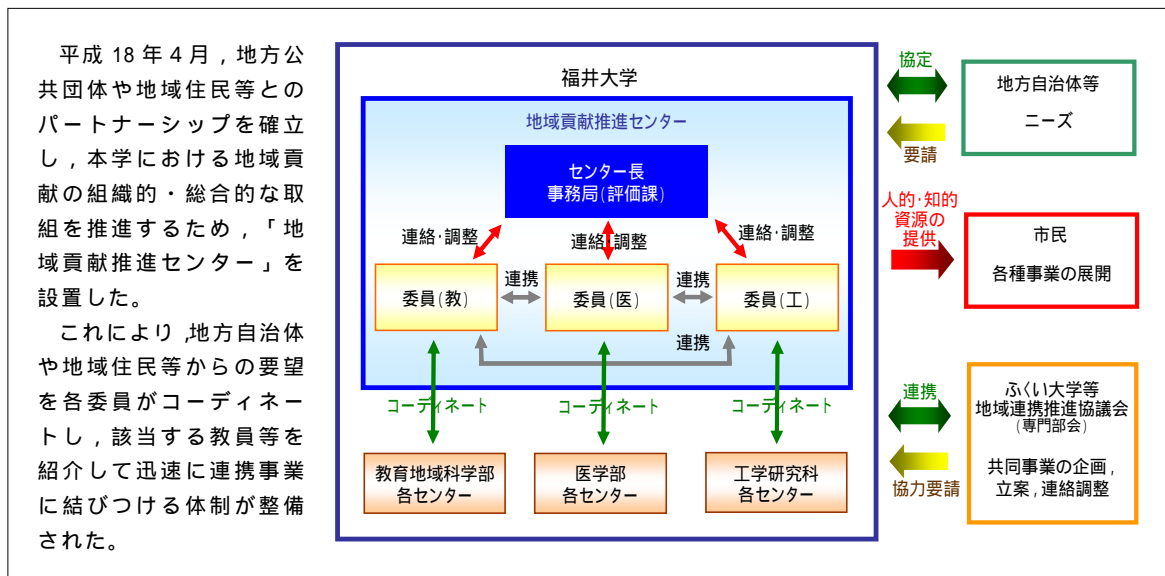 平成 18 年 4 月，地方公
共団体や地域住民等との
パートナーシップを確立
し，本学における地域貢
献の組織的・総合的な取
組を推進するため，「地
域貢献推進センター」を
設置した。
これにより，地方自治体
や地域住民等からの要望
を各委員がコーディネー
トし，該当する教員等を
紹介して迅速に連携事業
に結びつける体制が整備
された。
福井大学
地域貢献推進センター
センター長
事務局(評価課)
連絡・調整
連絡・調整
連絡・調整
委員(教)
連携
委員(医)
連携
委員(工)
連携
コーディネート
コーディネート
コーディネート
教育地域科学部
各センター
医学部
各センター
工学研究科
各センター
協定
要請
地方自治体等
ニーズ
人的・知的
資源の
提供
市民
各種事業の展開
連携
協力要請
ふくい大学等
地域連携推進協議会
(専門部会)
共同事業の企画，
立案，連絡調整